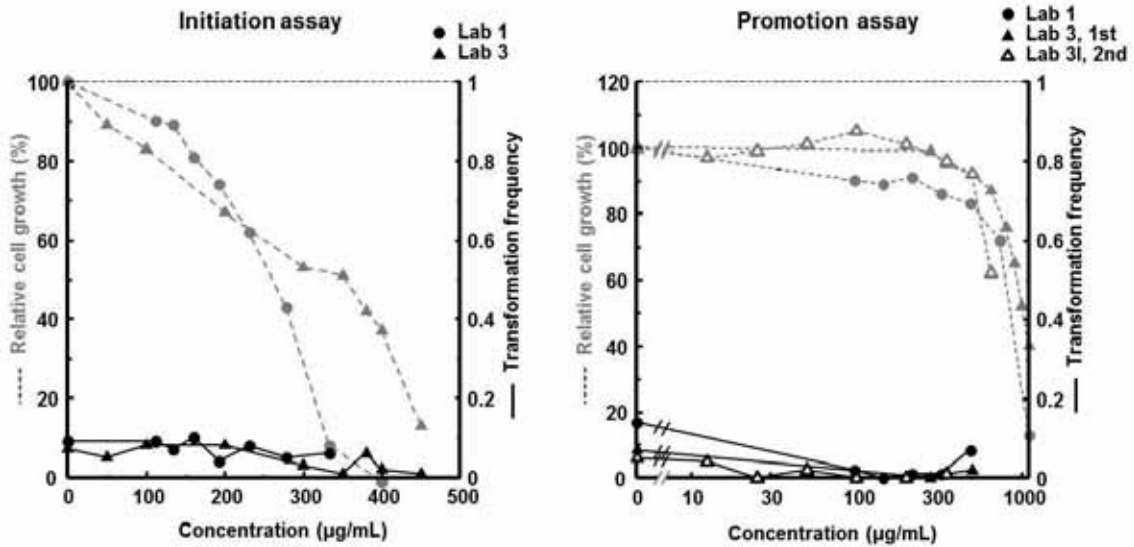 Initiation assay
● Lab 1
▲ Lab 3
100
80
60
40
20
0
1
0.8
0.6
0.4
0.2
0
0 100 200 300 400 500
Relative cell growth (%)
Transformation frequency
Concentration (µg/mL)
Promotion assay
● Lab 1
▲ Lab 3, 1st
△ Lab 3l, 2nd
120
100
80
60
40
20
0
1
0.8
0.6
0.4
0.2
0
0 10 30 100 300 1000
Relative cell growth (%)
Transformation frequency
Concentration (µg/mL)